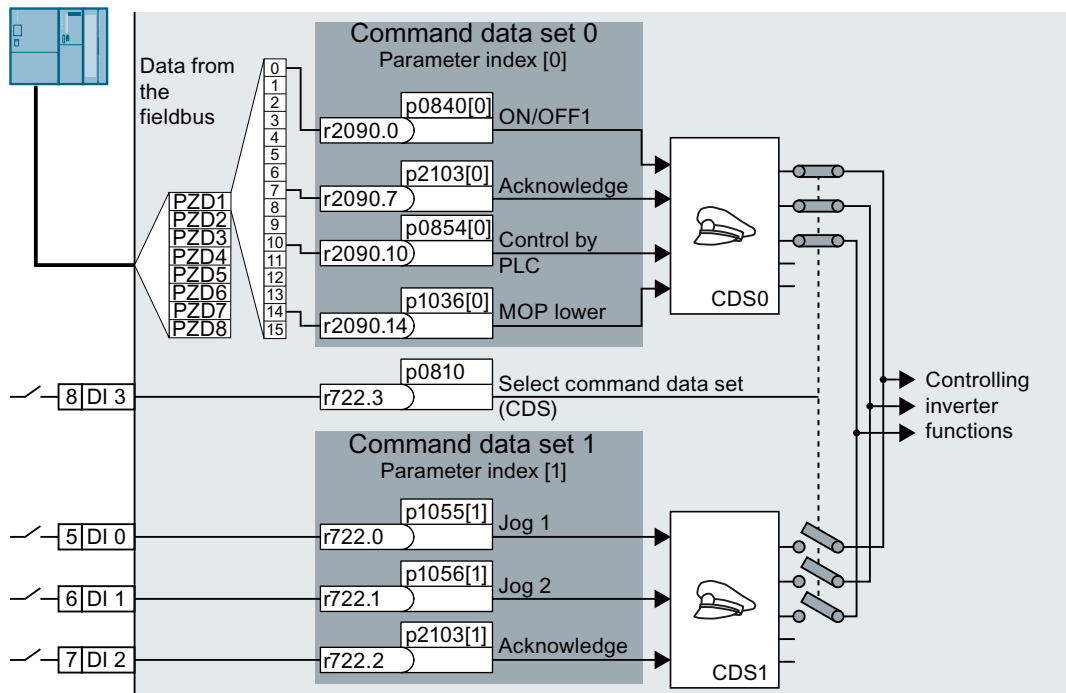 Command data set 0
Parameter index [0]
Data from
the
fieldbus
0
1
2
3
4
5
6
7
8
9
10
11
12
13
14
15
PZD1
PZD2
PZD3
PZD4
PZD5
PZD6
PZD7
PZD8
p0840[0]
r2090.0
ON/OFF1
p2103[0]
r2090.7
Acknowledge
p0854[0]
r2090.10
Control by
PLC
p1036[0]
r2090.14
MOP lower
CDS0
8 DI 3
p0810
r722.3
Select command data set
(CDS)
Controlling
inverter
functions
Command data set 1
Parameter index [1]
5 DI 0
p1055[1]
r722.0
Jog 1
6 DI 1
p1056[1]
r722.1
Jog 2
7 DI 2
p2103[1]
r722.2
Acknowledge
CDS1